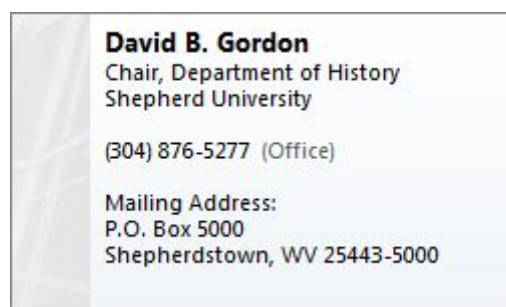 David B. Gordon
Chair, Department of History
Shepherd University
(304) 876-5277 (Office)
Mailing Address:
P.O. Box 5000
Shepherdstown, WV 25443-5000